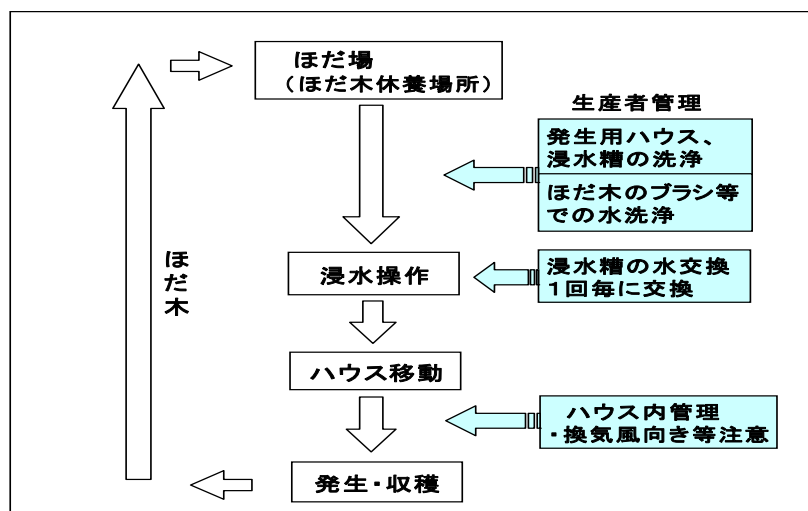 ほだ場
（ほだ木休養場所）
生産者管理
発生用ハウス、
浸水糟の洗浄
ほだ木のブラシ等
での水洗浄
ほだ木
浸水操作
浸水糟の水交換
1回毎に交換
ハウス移動
ハウス内管理
・換気風向き等注意
発生・収穫